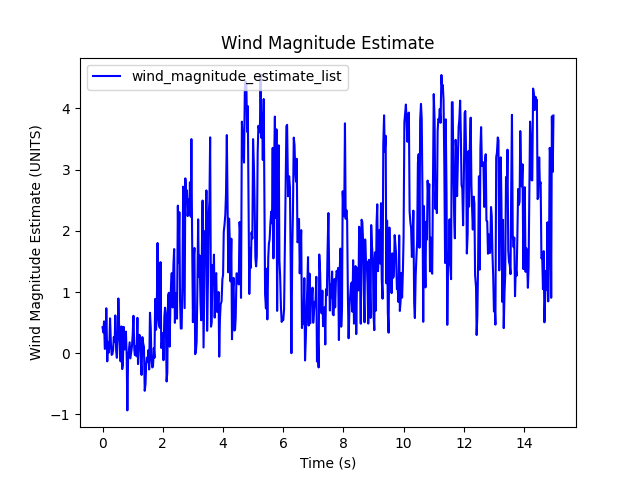 Wind Magnitude Estimate
wind_magnitude_estimate_list
Wind Magnitude Estimate (UNITS)
4
3
2
1
0
−1
0 2 4 6 8 10 12 14
Time (s)